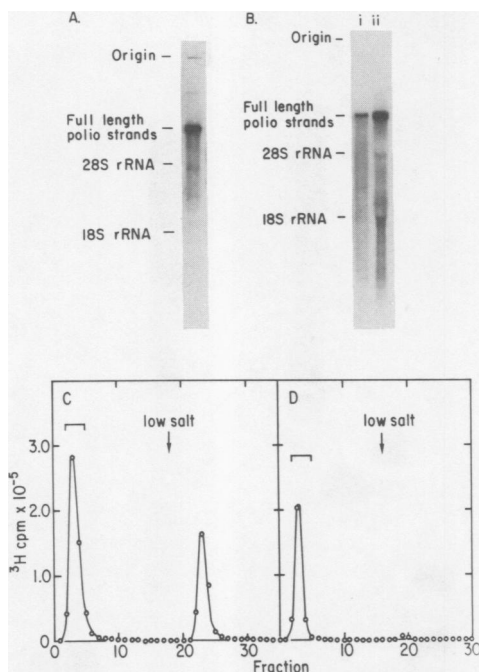 A.
B.
i ii
Origin –
Origin –
Full length
polio strands –
Full length
polio strands –
28S rRNA –
28S rRNA –
18S rRNA –
18S rRNA –
C
D
low salt
low salt
3.0
2.0
1.0
0
³H cpm x 10⁻⁵
0 10 20 30 10 20 30
Fraction